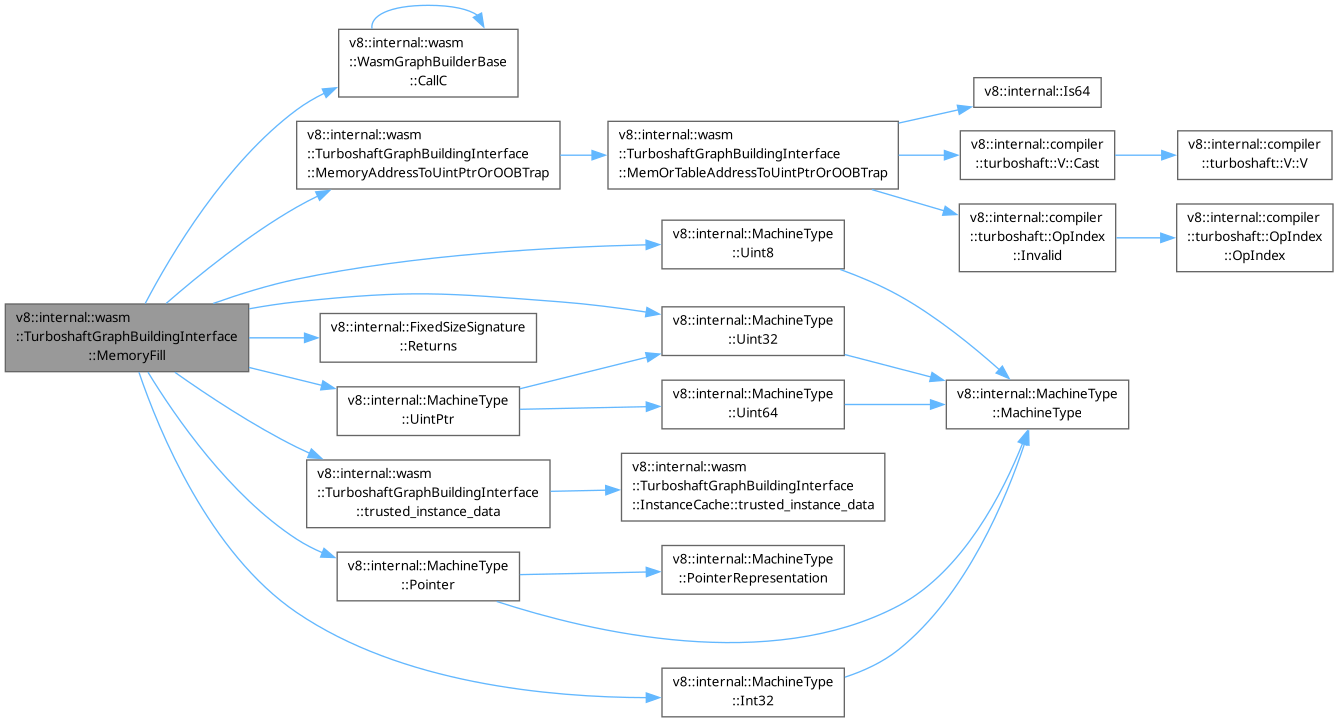 v8::internal::wasm
::WasmGraphBuilderBase
::CallC
v8::internal::Is64
v8::internal::wasm
::TurboshaftGraphBuildingInterface
::MemoryAddressToUintPtrOrOOBTrap
v8::internal::wasm
::TurboshaftGraphBuildingInterface
::MemOrTableAddressToUintPtrOrOOBTrap
v8::internal::compiler
::turboshaft::V::Cast
v8::internal::compiler
::turboshaft::V::V
v8::internal::compiler
::turboshaft::OpIndex
::Invalid
v8::internal::compiler
::turboshaft::OpIndex
::OpIndex
v8::internal::MachineType
::Uint8
v8::internal::wasm
::TurboshaftGraphBuildingInterface
::MemoryFill
v8::internal::FixedSizeSignature
::Returns
v8::internal::MachineType
::Uint32
v8::internal::MachineType
::UintPtr
v8::internal::MachineType
::Uint64
v8::internal::MachineType
::MachineType
v8::internal::wasm
::TurboshaftGraphBuildingInterface
::trusted_instance_data
v8::internal::wasm
::TurboshaftGraphBuildingInterface
::InstanceCache::trusted_instance_data
v8::internal::MachineType
::Pointer
v8::internal::MachineType
::PointerRepresentation
v8::internal::MachineType
::Int32